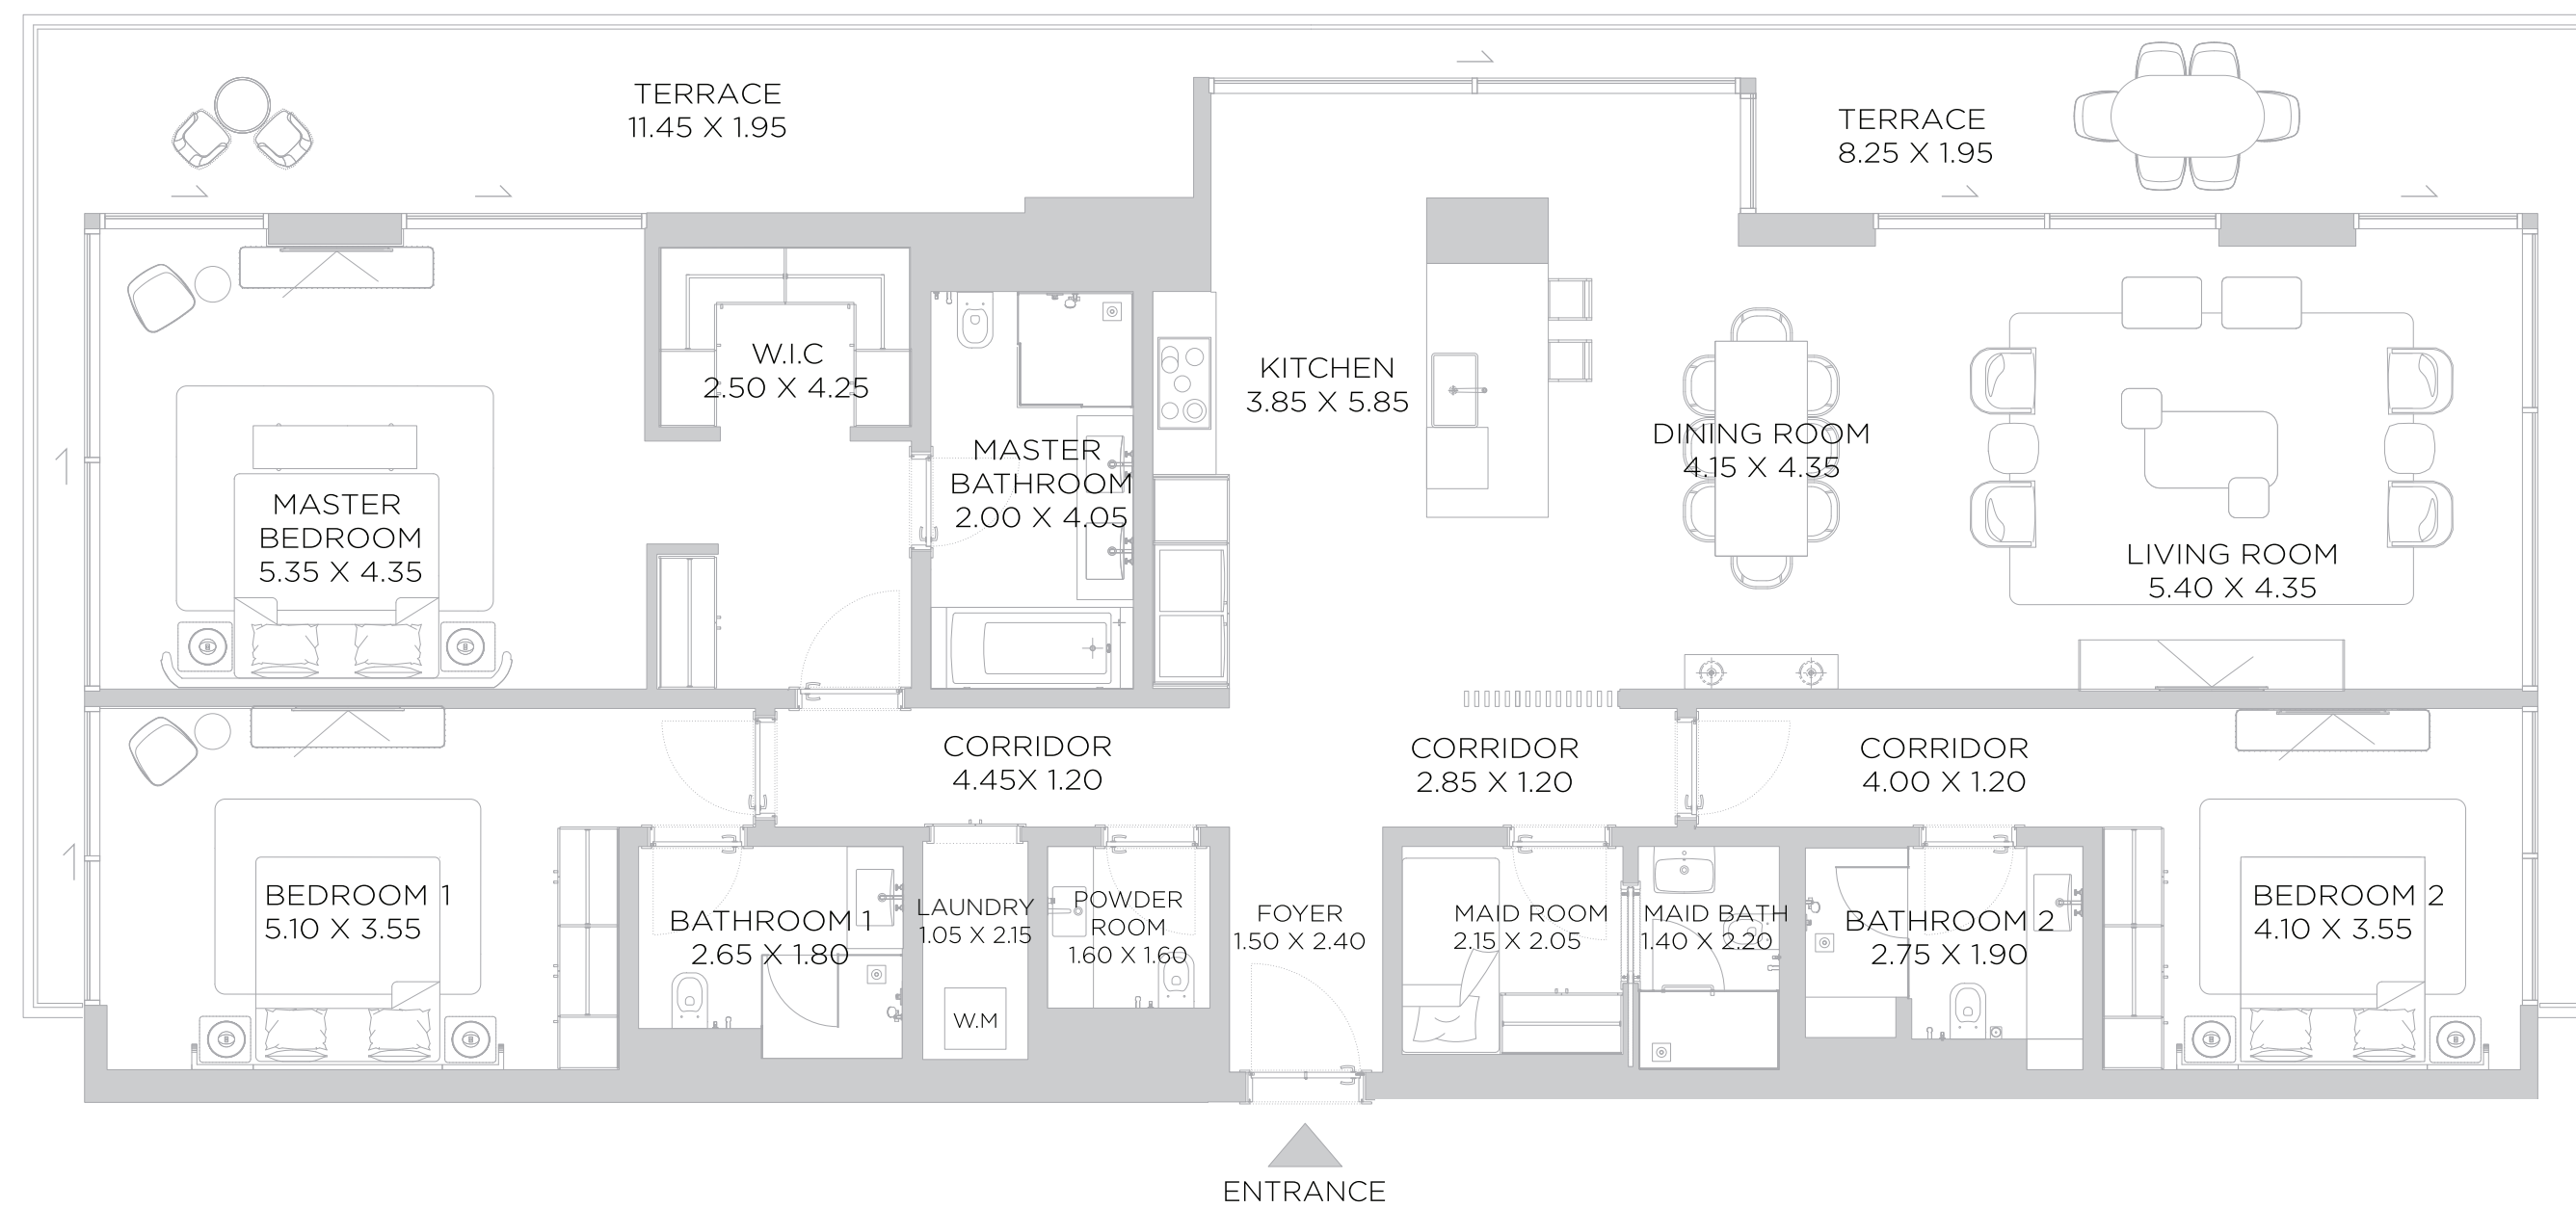 TERRACE
11.45 X 1.95
TERRACE
8.25 X 1.95
W.I.C
2.50 X 4.25
KITCHEN
3.85 X 5.85
MASTER
BATHROOM
2.00 X 4.05
DINING ROOM
4.15 X 4.35
MASTER
BEDROOM
5.35 X 4.35
LIVING ROOM
5.40 X 4.35
CORRIDOR
4.45X 1.20
CORRIDOR
2.85 X 1.20
CORRIDOR
4.00 X 1.20
BEDROOM 1
5.10 X 3.55
BATHROOM 1
2.65 X 1.80
LAUNDRY
1.05 X 2.15
W.M
POWDER
ROOM
1.60 X 1.60
FOYER
1.50 X 2.40
MAID ROOM
2.15 X 2.05
MAID BATH
1.40 X 2.20
BATHROOM 2
2.75 X 1.90
BEDROOM 2
4.10 X 3.55
ENTRANCE